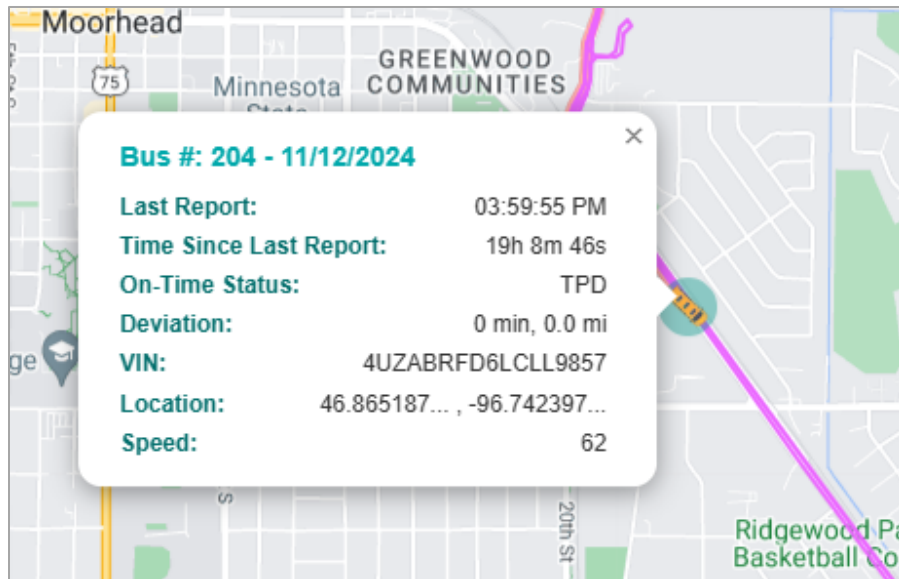 Moorhead
GREENWOOD
COMMUNITIES
75
Minnesota
State
Bus #: 204 - 11/12/2024
×
Last Report: 03:59:55 PM
Time Since Last Report: 19h 8m 46s
On-Time Status: TPD
Deviation: 0 min, 0.0 mi
VIN: 4UZABRFD6LCLL9857
Location: 46.865187... , -96.742397...
Speed: 62
ge
S
20th St
Ridgewood Pa
Basketball Co